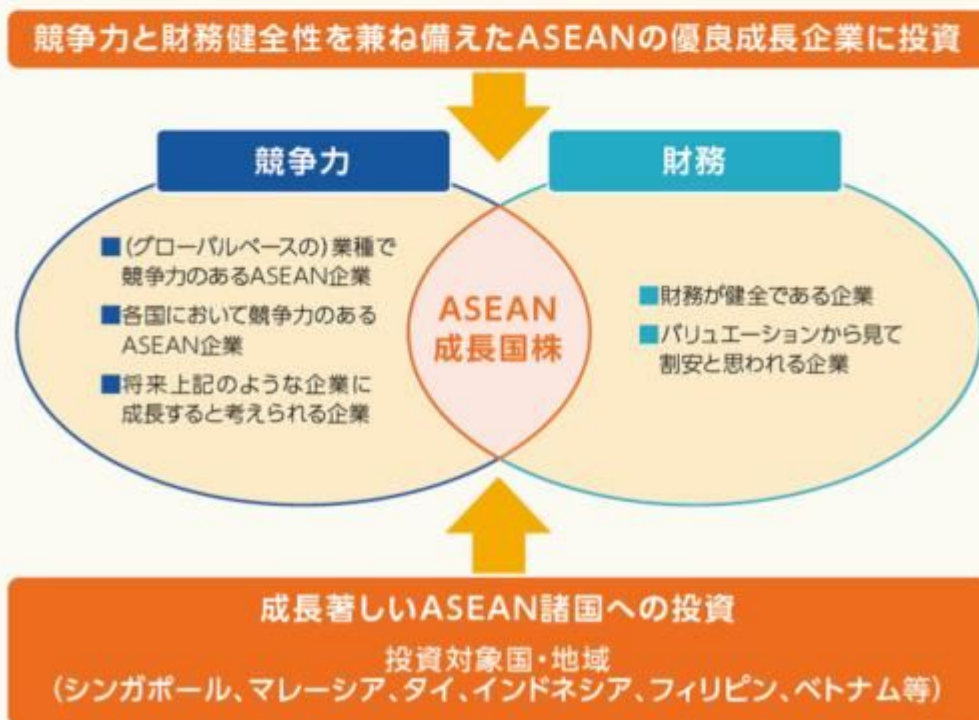 競争力と財務健全性を兼ね備えたASEANの優良成長企業に投資
競争力
財務
■(グローバルベースの)業種で
競争力のあるASEAN企業
■各国において競争力のある
ASEAN企業
■将来上記のような企業に
成長すると考えられる企業
ASEAN
成長国株
■財務が健全である企業
■バリュエーションから見て
割安と思われる企業
成長著しいASEAN諸国への投資
投資対象国・地域
(シンガポール、マレーシア、タイ、インドネシア、フィリピン、ベトナム等)